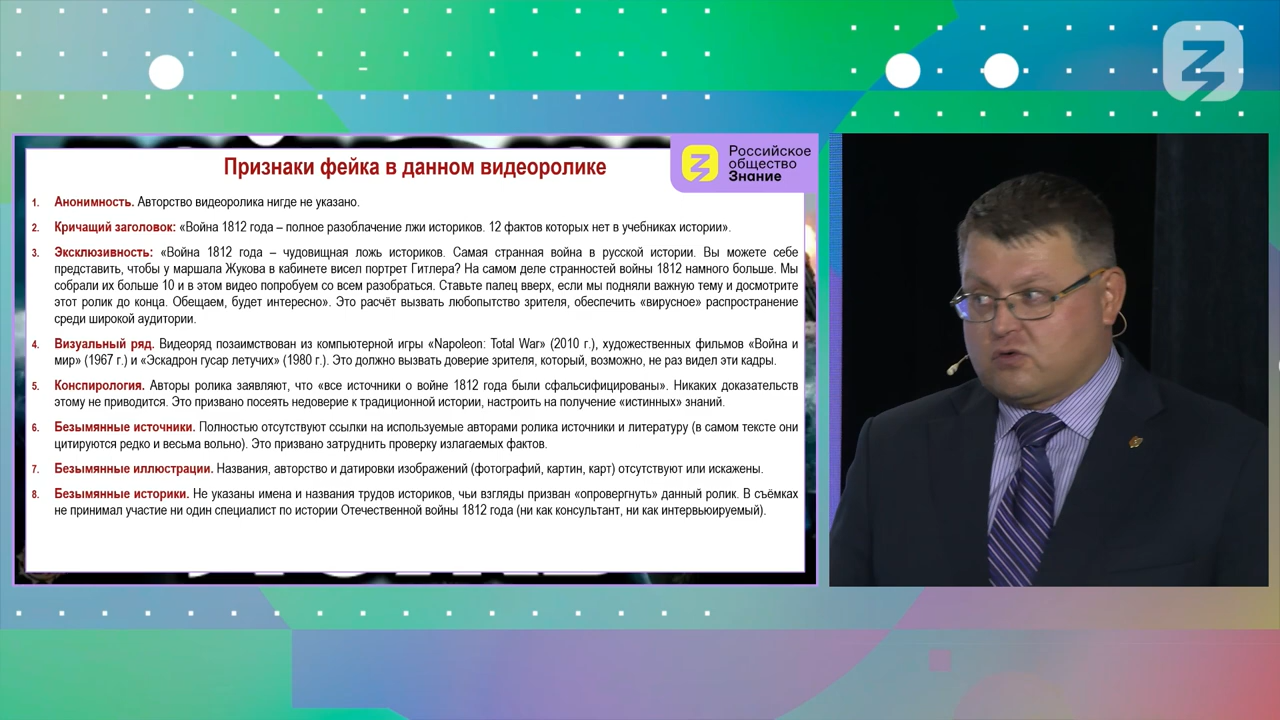 Признаки фейка в данном видеоролике
Российское
общество
Знание
1. Анонимность. Авторство видеоролика нигде не указано.
2. Кричащий заголовок: «Война 1812 года – полное разоблачение лжи историков. 12 фактов которых нет в учебниках истории».
3. Эксклюзивность: «Война 1812 года – чудовищная ложь историков. Самая странная война в русской истории. Вы можете себе
представить, чтобы у маршала Жукова в кабинете висел портрет Гитлера? На самом деле странностей войны 1812 намного больше. Мы
собрали их больше 10 и в этом видео попробуем со всем разобраться. Ставьте палец вверх, если мы подняли важную тему и досмотрите
этот ролик до конца. Обещаем, будет интересно». Это расчёт вызвать любопытство зрителя, обеспечить «вирусное» распространение
среди широкой аудитории.
4. Визуальный ряд. Видеоряд позаимствован из компьютерной игры «Napoleon: Total War» (2010 г.), художественных фильмов «Война и
мир» (1967 г.) и «Эскадрон гусар летучих» (1980 г.). Это должно вызвать доверие зрителя, который, возможно, не раз видел эти кадры.
5. Конспирология. Авторы ролика заявляют, что «все источники о войне 1812 года были сфальсифицированы». Никаких доказательств
этому не приводится. Это призвано посеять недоверие к традиционной истории, настроить на получение «истинных» знаний.
6. Безымянные источники. Полностью отсутствуют ссылки на используемые авторами ролика источники и литературу (в самом тексте они
цитируются редко и весьма вольно). Это призвано затруднить проверку излагаемых фактов.
7. Безымянные иллюстрации. Названия, авторство и датировки изображений (фотографий, картин, карт) отсутствуют или искажены.
8. Безымянные историки. Не указаны имена и названия трудов историков, чьи взгляды призван «опровергнуть» данный ролик. В съёмках
не принимал участие ни один специалист по истории Отечественной войны 1812 года (ни как консультант, ни как интервьюируемый).